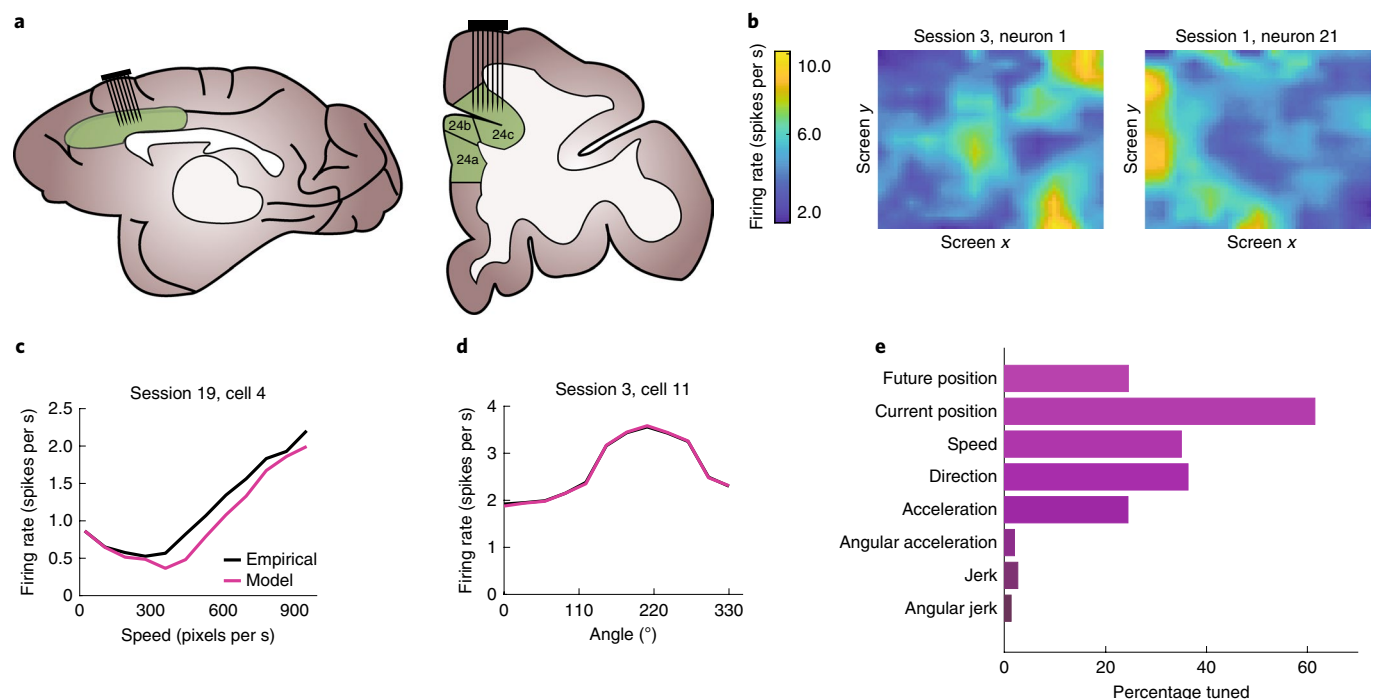 a
24b
24c
24a
b
Firing rate (spikes per s)
10.0
6.0
2.0
Session 3, neuron 1
Screen y
Screen x
Session 1, neuron 21
Screen y
Screen x
c
Session 19, cell 4
Firing rate (spikes per s)
2.5
2.0
1.5
1.0
0.5
0
Empirical
Model
0 300 600 900
Speed (pixels per s)
d
Session 3, cell 11
Firing rate (spikes per s)
4
3
2
1
0
0 110 220 330
Angle (°)
e
Future position
Current position
Speed
Direction
Acceleration
Angular acceleration
Jerk
Angular jerk
0 20 40 60
Percentage tuned